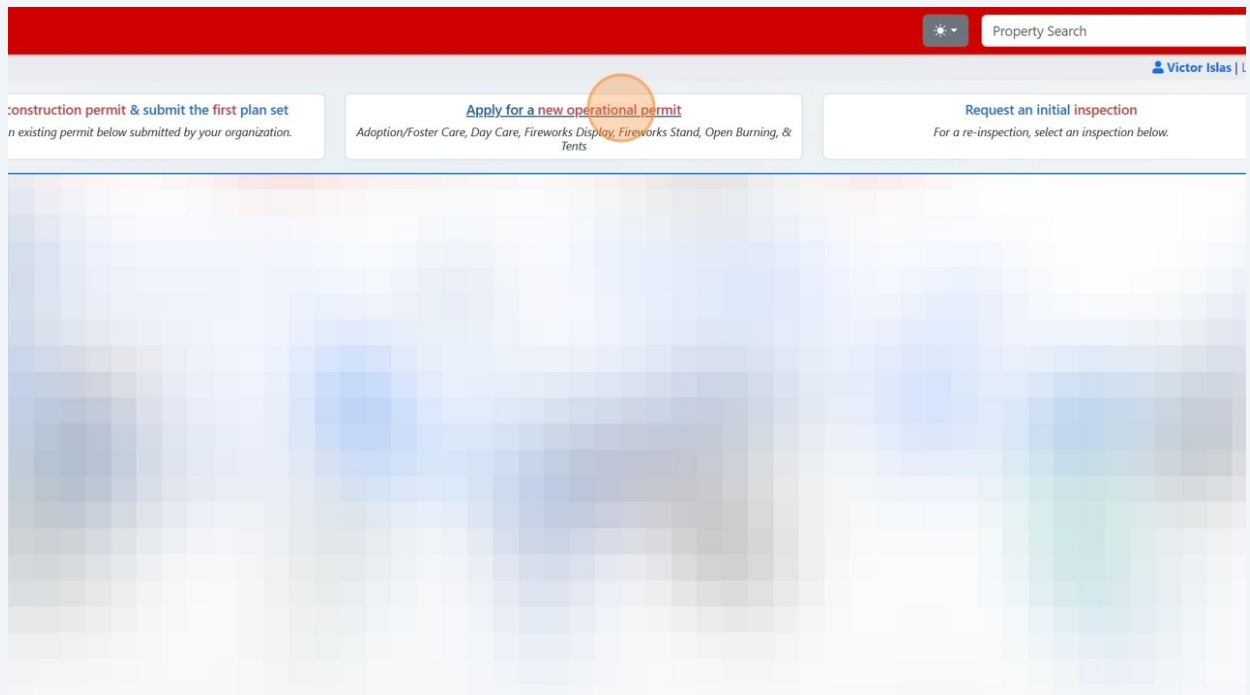 Property Search
Victor Islas | L
construction permit & submit the first plan set
n existing permit below submitted by your organization.
Apply for a new operational permit
Adoption/Foster Care, Day Care, Fireworks Display, Fireworks Stand, Open Burning, &
Tents
Request an initial inspection
For a re-inspection, select an inspection below.